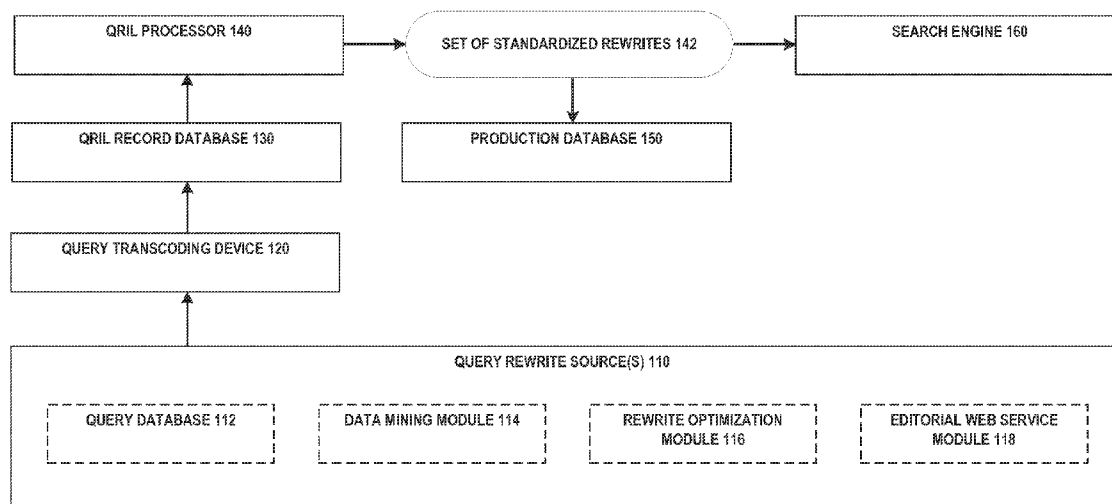 QRIL PROCESSOR 140
SET OF STANDARDIZED REWRITES 142
SEARCH ENGINE 160
QRIL RECORD DATABASE 130
PRODUCTION DATABASE 150
QUERY TRANSCODING DEVICE 120
QUERY REWRITE SOURCE(S) 110
QUERY DATABASE 112
DATA MINING MODULE 114
REWRITE OPTIMIZATION
MODULE 116
EDITORIAL WEB SERVICE
MODULE 118